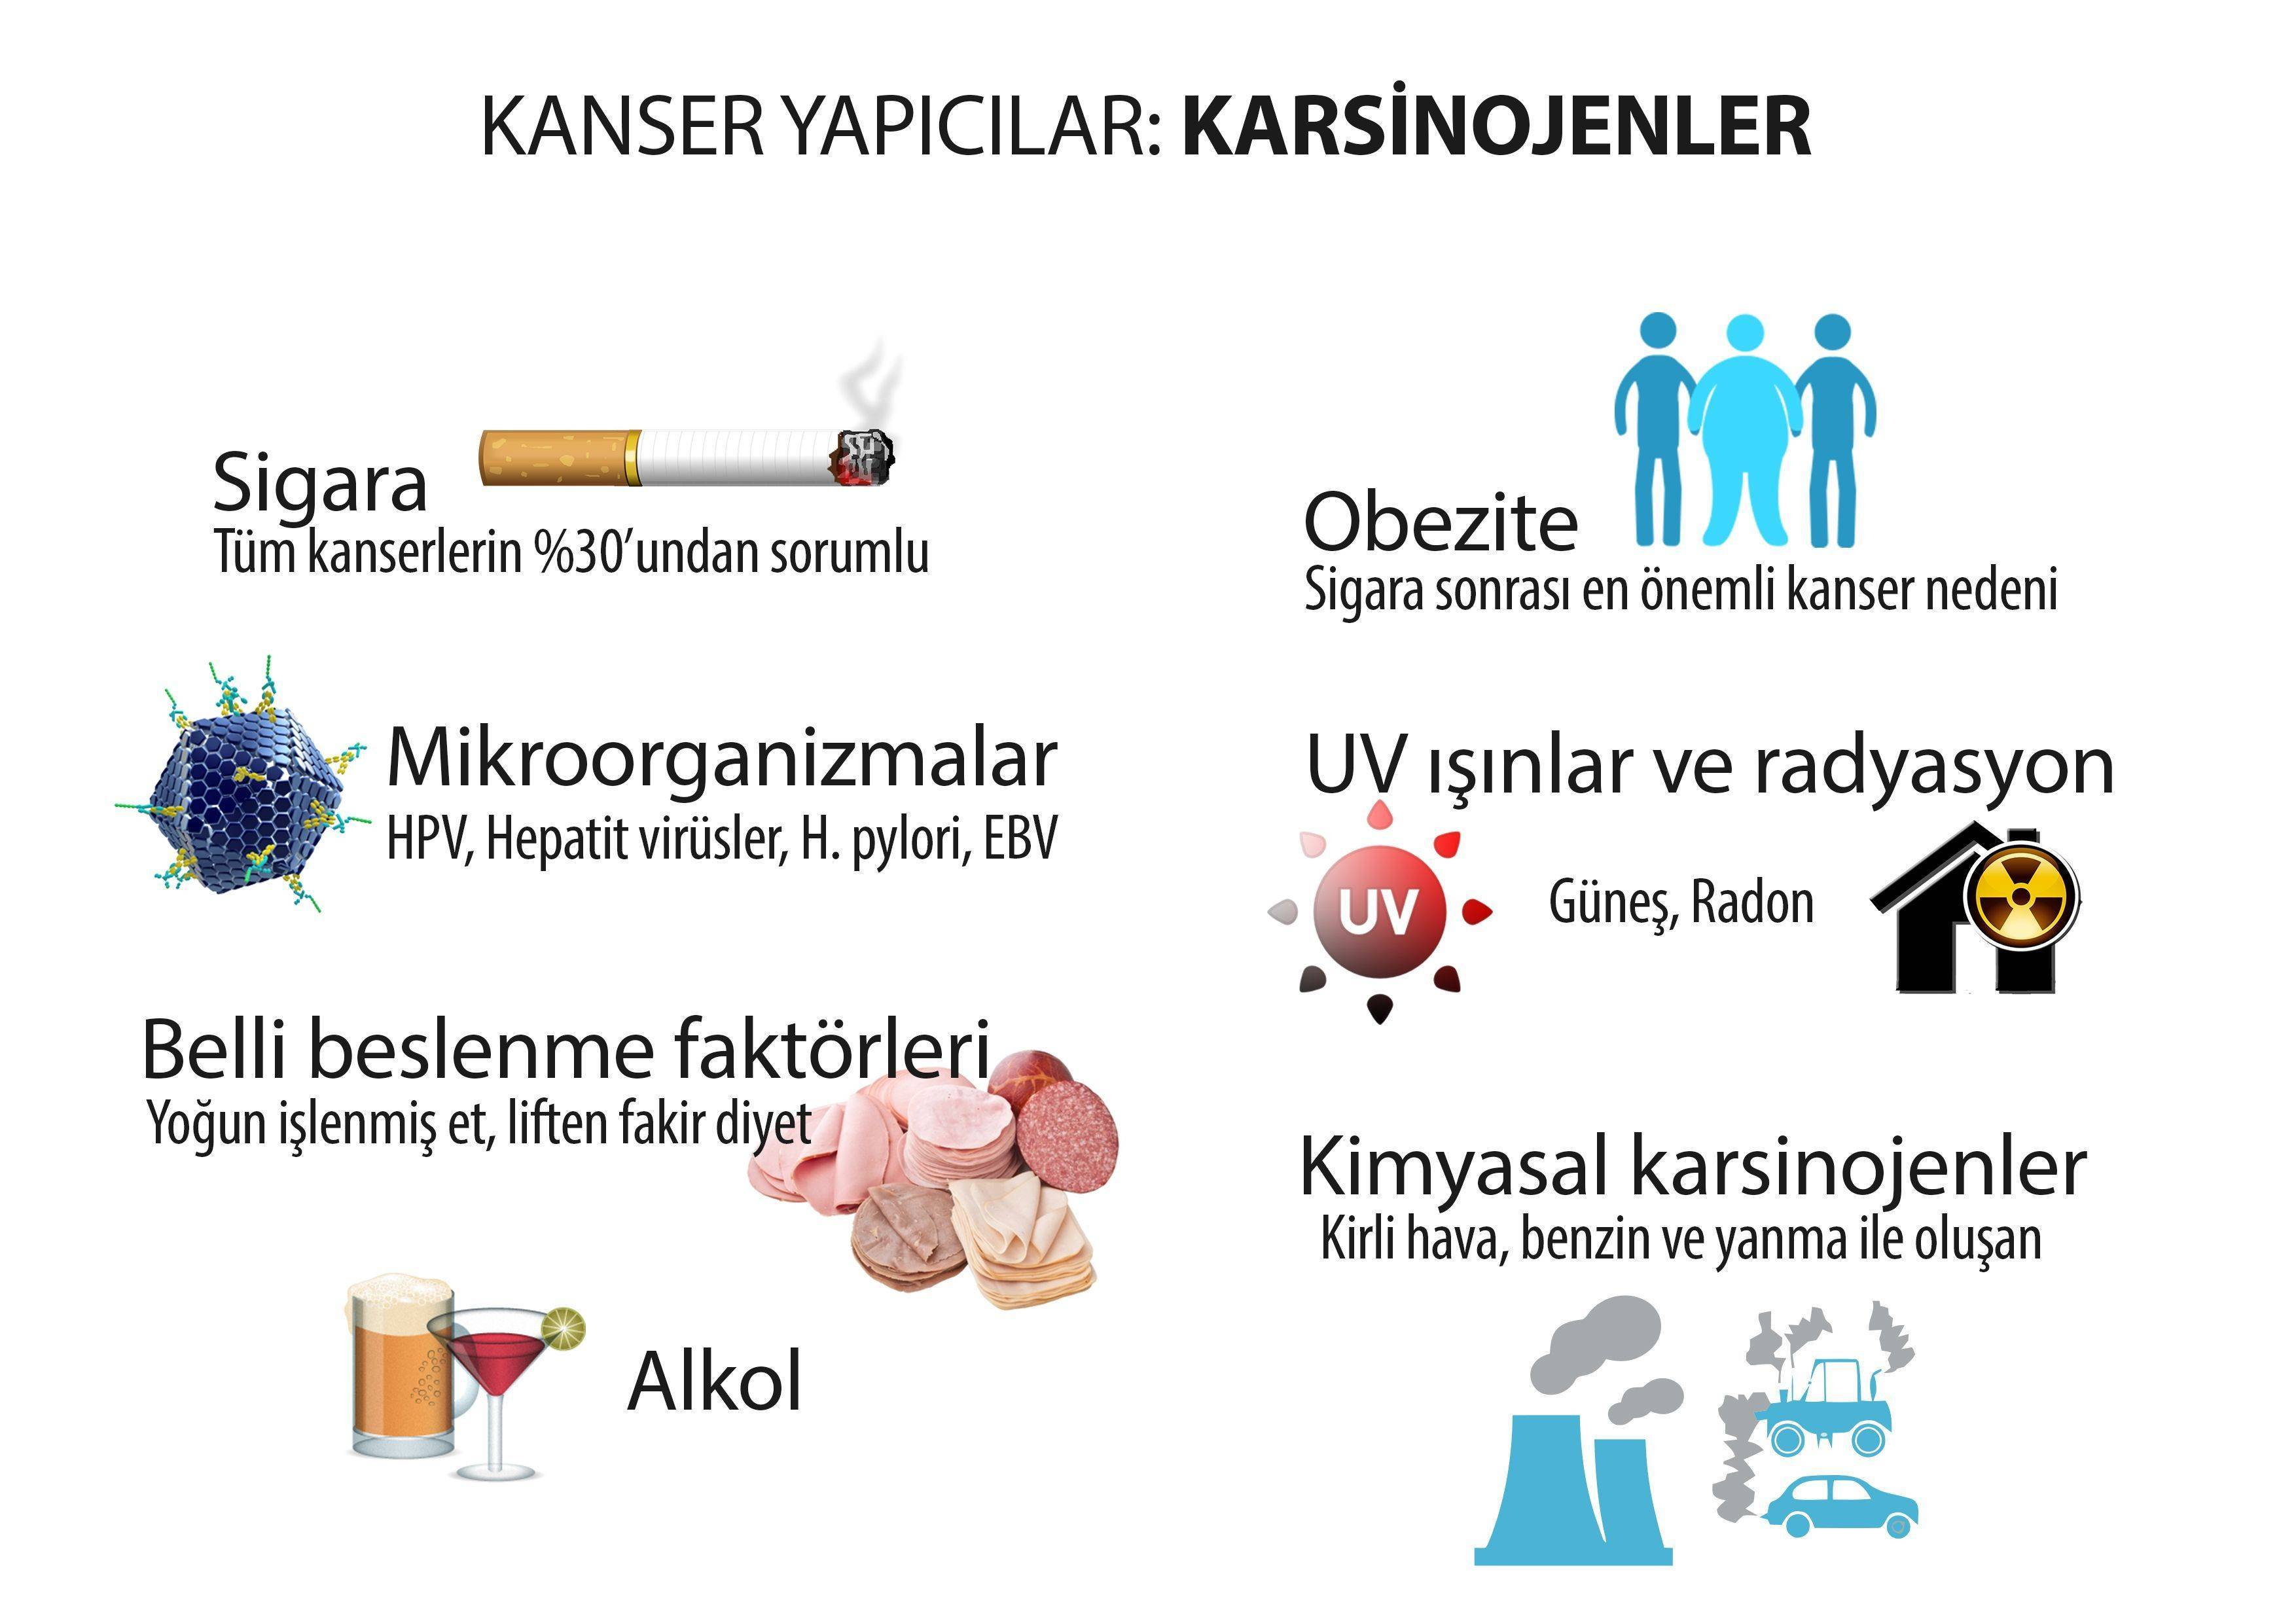 KANSER YAPICILAR: KARSİNOJENLER
Sigara
Tüm kanserlerin %30’undan sorumlu
Obezite
Sigara sonrası en önemli kanser nedeni
Mikroorganizmalar
HPV, Hepatit virüsler, H. pylori, EBV
UV ışınlar ve radyasyon
UV
Güneş, Radon
Belli beslenme faktörleri
Yoğun işlenmiş et, liften fakir diyet
Kimyasal karsinojenler
Kirli hava, benzin ve yanma ile oluşan
Alkol